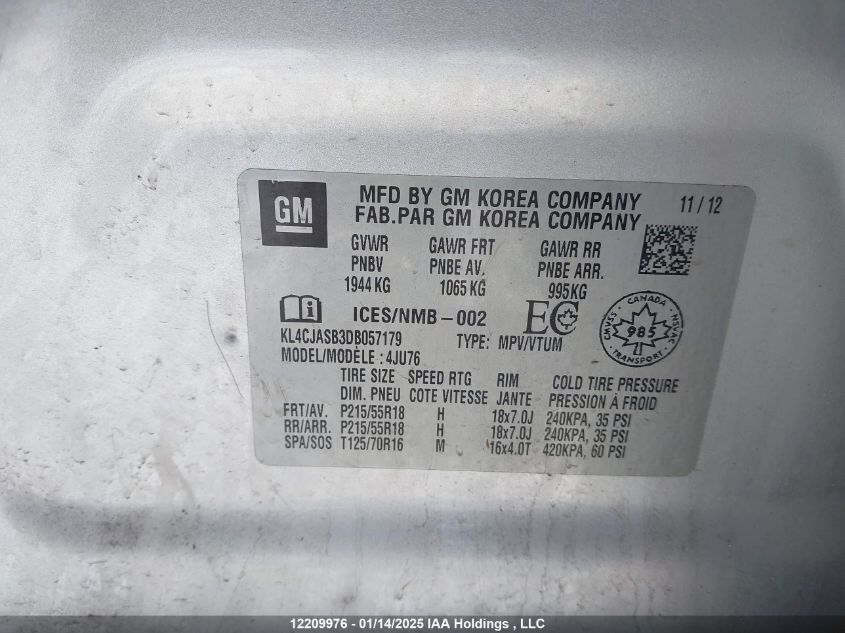 GM
MFD BY GM KOREA COMPANY 11 / 12
FAB.PAR GM KOREA COMPANY
GVWR GAWR FRT GAWR RR
PNBV PNBE AV. PNBE ARR.
1944 KG 1065 KG 995KG
i ICES/NMB-002 EC
KL4CJASB3DB057179 TYPE: MPV/VTUM
MODEL/MODÈLE : 4JU76
CANADA
CMVSS 985 NSVAC
TRANSPORT
TIRE SIZE SPEED RTG RIM COLD TIRE PRESSURE
DIM. PNEU COTE VITESSE JANTE PRESSION À FROID
FRT/AV. P215/55R18 H 18x7.0J 240KPA, 35 PSI
RR/ARR. P215/55R18 H 18x7.0J 240KPA, 35 PSI
SPA/SOS T125/70R16 M 16x4.0T 420KPA, 60 PSI
12209976 - 01/14/2025 IAA Holdings , LLC